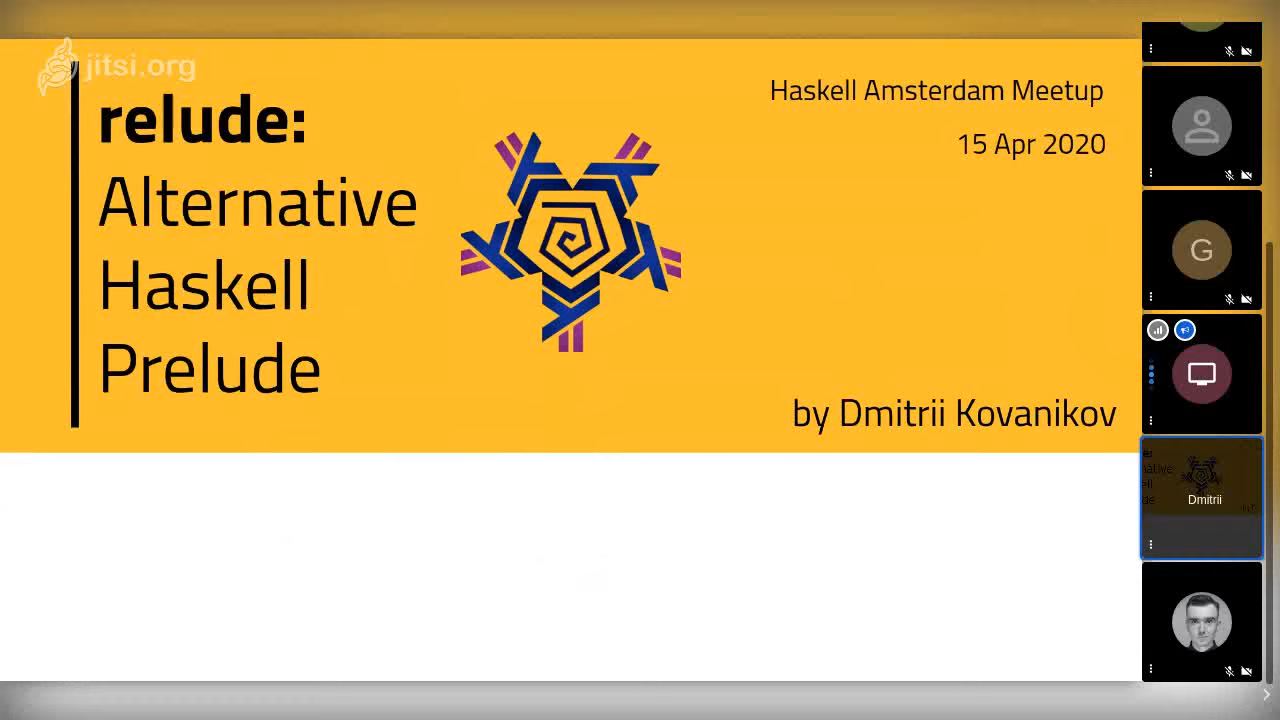 jitsi.org
relude:
Alternative
Haskell
Prelude
Haskell Amsterdam Meetup
15 Apr 2020
by Dmitrii Kovanikov
G
Dmitrii